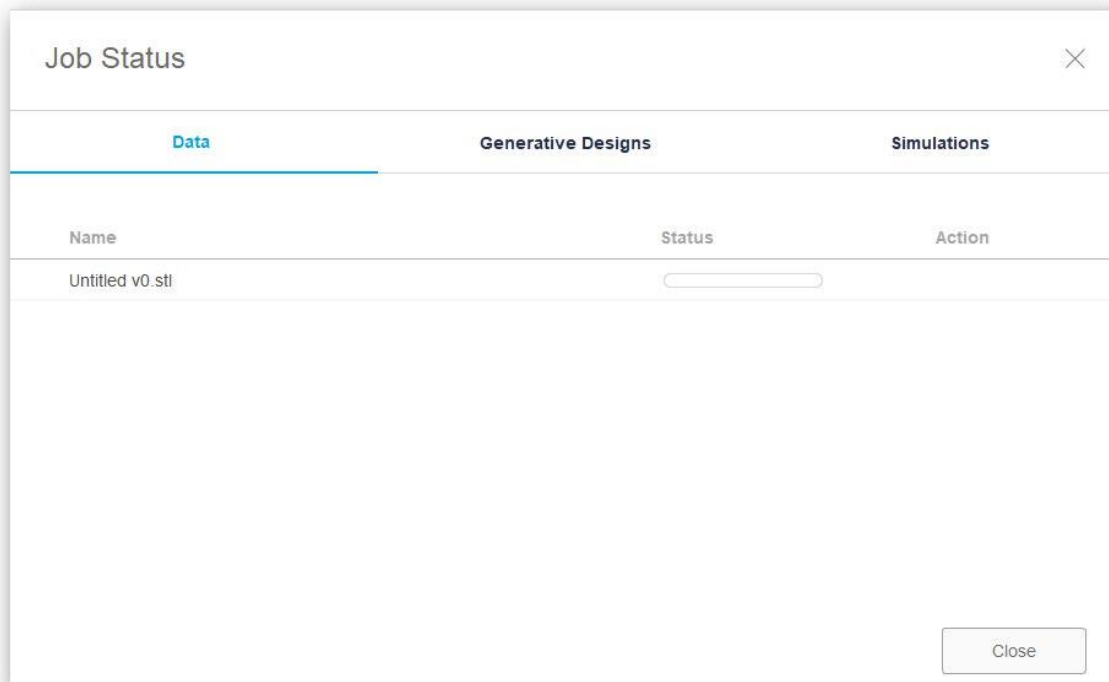 Job Status
Data Generative Designs Simulations
Name Status Action
Untitled v0.stl
Close